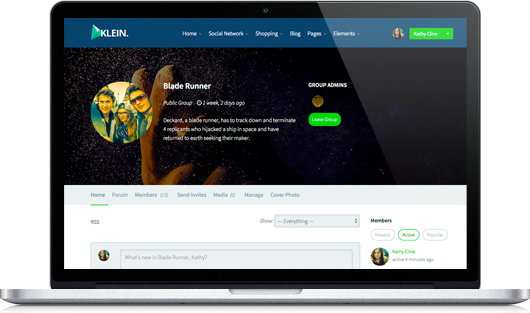 KLEIN.
Home Social Network Shopping Blog Pages Elements
Kathy Cline
Blade Runner
Public Group 1 week, 2 days ago
Deckard, a blade runner, has to track down and terminate
4 replicants who hijacked a ship in space and have
returned to earth seeking their maker.
GROUP ADMINS
Leave Group
Home Forum Members Send Invites Media Manage Cover Photo
RSS
Show: — Everything —
What's new in Blade Runner, Kathy?
Members
Newest Active Popular
Kathy Cline
active 4 minutes ago